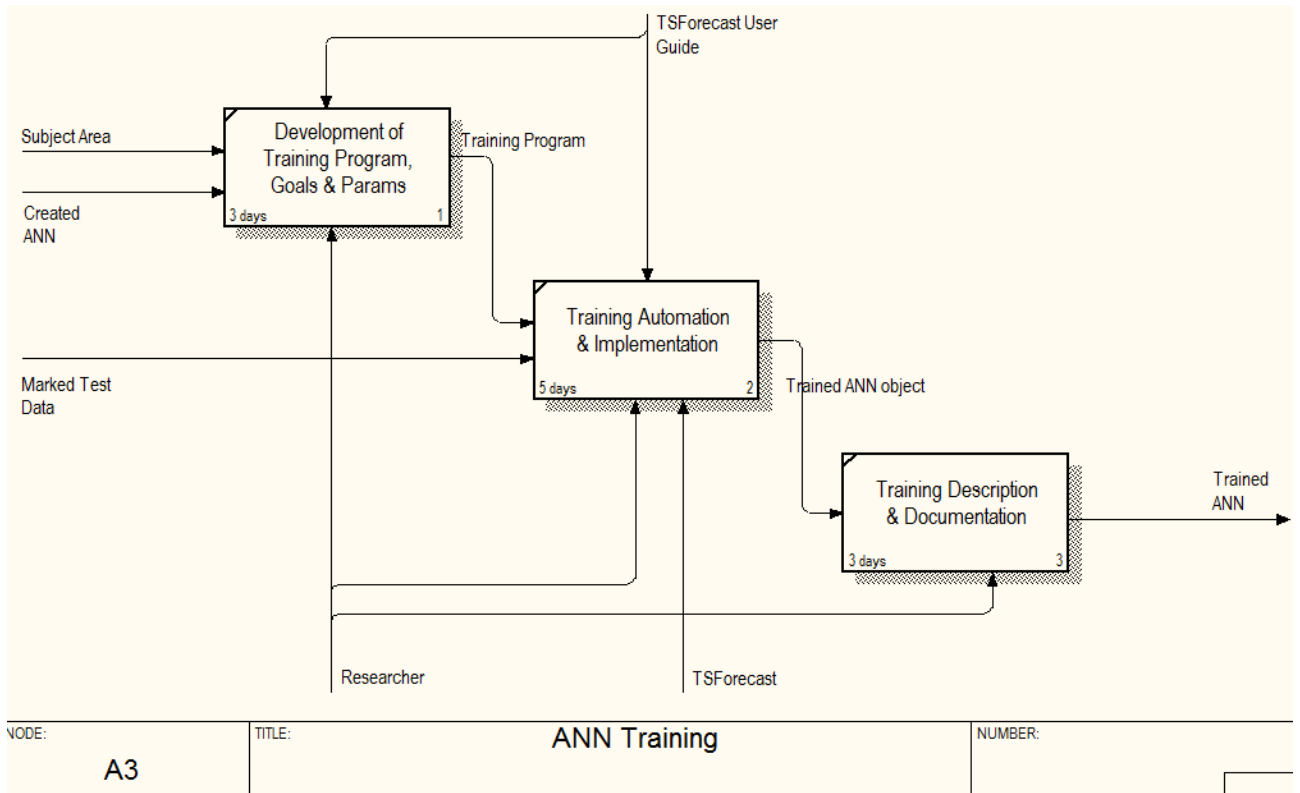 TSForecast User
Guide
Subject Area
Development of
Training Program,
Goals & Params
3 days
1
Training Program
Created
ANN
Training Automation
& Implementation
5 days
2
Marked Test
Data
Trained ANN object
Training Description
& Documentation
3 days
3
Trained
ANN
Researcher
TSForecast
NODE:
A3
TITLE:
ANN Training
NUMBER: